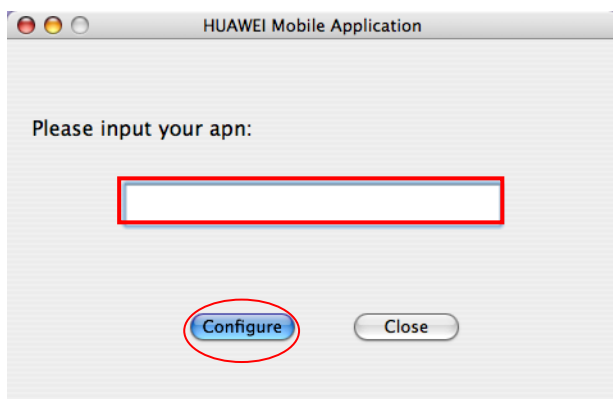 HUAWEI Mobile Application
Please input your apn:
Configure Close